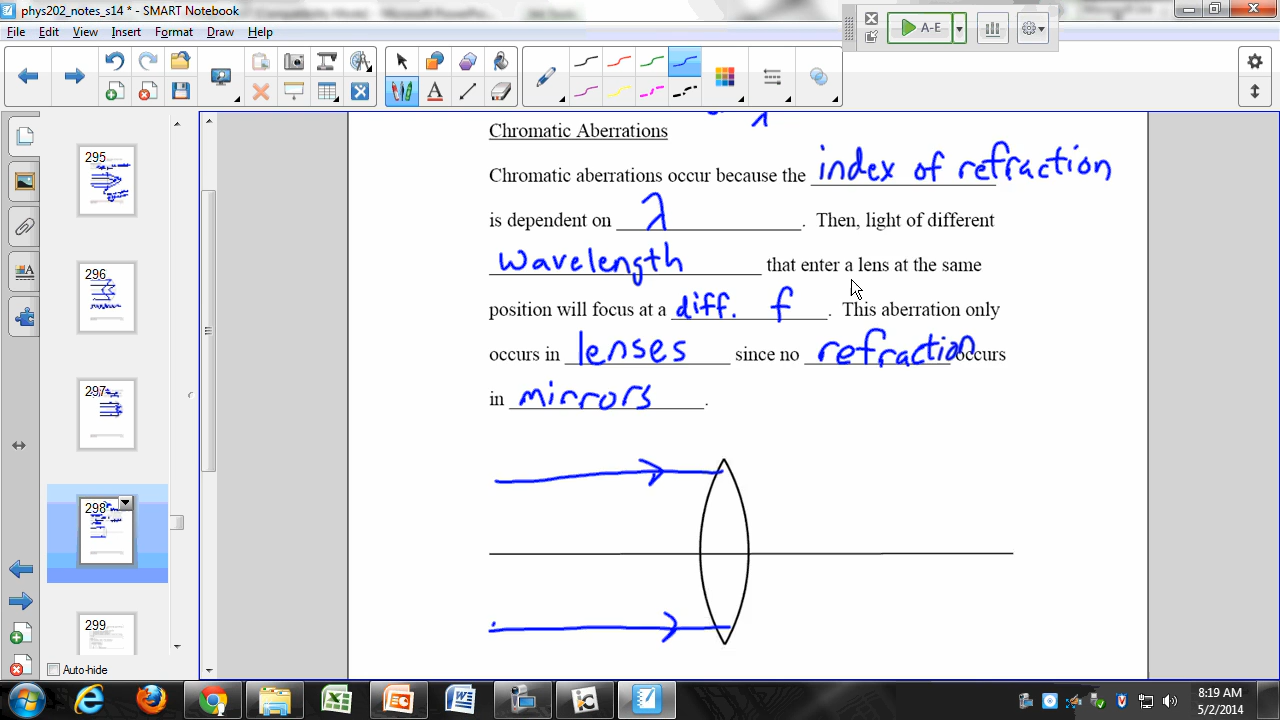 phys202_notes_s14 * - SMART Notebook
File Edit View Insert Format Draw Help
A-E
Chromatic Aberrations
Chromatic aberrations occur because the index of refraction
is dependent on λ. Then, light of different
wavelength that enter a lens at the same
position will focus at a diff. f. This aberration only
occurs in lenses since no refraction occurs
in mirrors.
295
296
297
298
299
Auto-hide
8:19 AM
5/2/2014